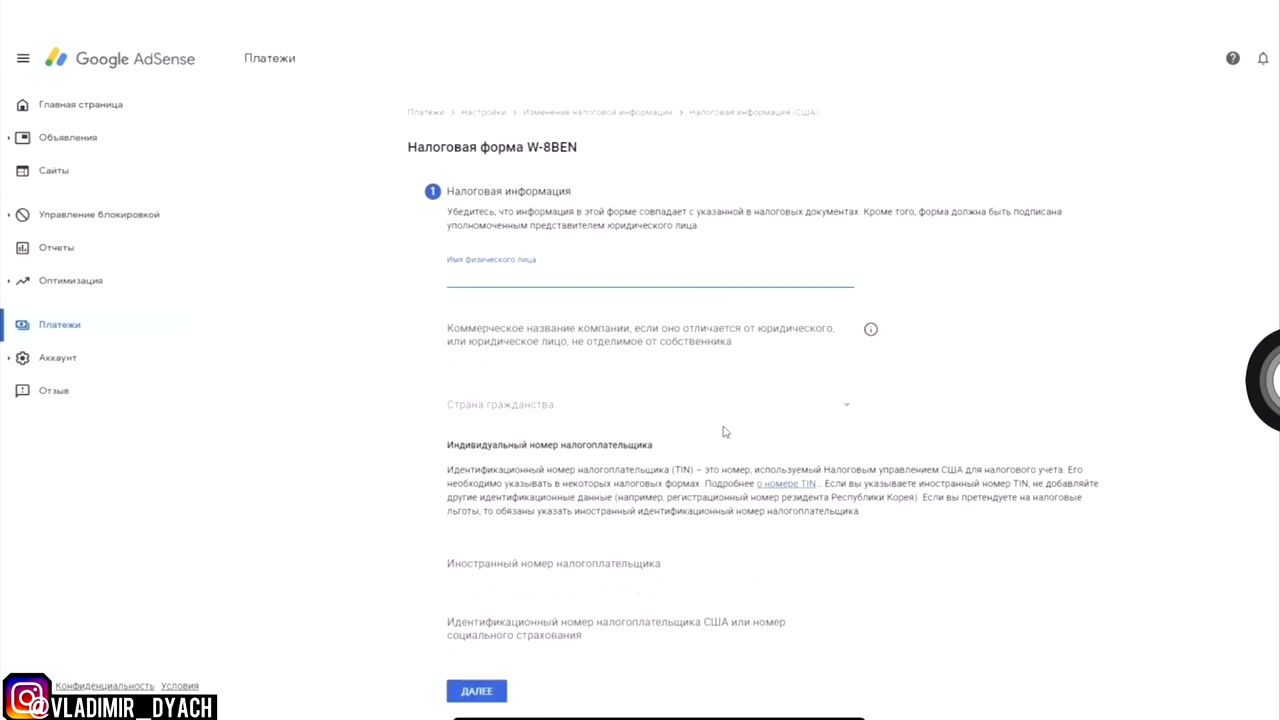 Google AdSense
Платежи
Главная страница
Объявления
Сайты
Управление блокировкой
Отчеты
Оптимизация
Платежи
Аккаунт
Отзыв
Платежи > Настройки > Изменение налоговой информации > Налоговая информация (США)
Налоговая форма W-8BEN
1 Налоговая информация
Убедитесь, что информация в этой форме совпадает с указанной в налоговых документах. Кроме того, форма должна быть подписана
уполномоченным представителем юридического лица.
Имя физического лица
Коммерческое название компании, если оно отличается от юридического,
или юридическое лицо, не отделимое от собственника
Страна гражданства
Индивидуальный номер налогоплательщика
Идентификационный номер налогоплательщика (TIN) – это номер, используемый Налоговым управлением США для налогового учета. Его
необходимо указывать в некоторых налоговых формах. Подробнее о номере TIN… Если вы указываете иностранный номер TIN, не добавляйте
другие идентификационные данные (например, регистрационный номер резидента Республики Корея). Если вы претендуете на налоговые
льготы, то обязаны указать иностранный идентификационный номер налогоплательщика.
Иностранный номер налогоплательщика
Идентификационный номер налогоплательщика США или номер
социального страхования
ДАЛЕЕ
Конфиденциальность Условия
@VLADIMIR__DYACH